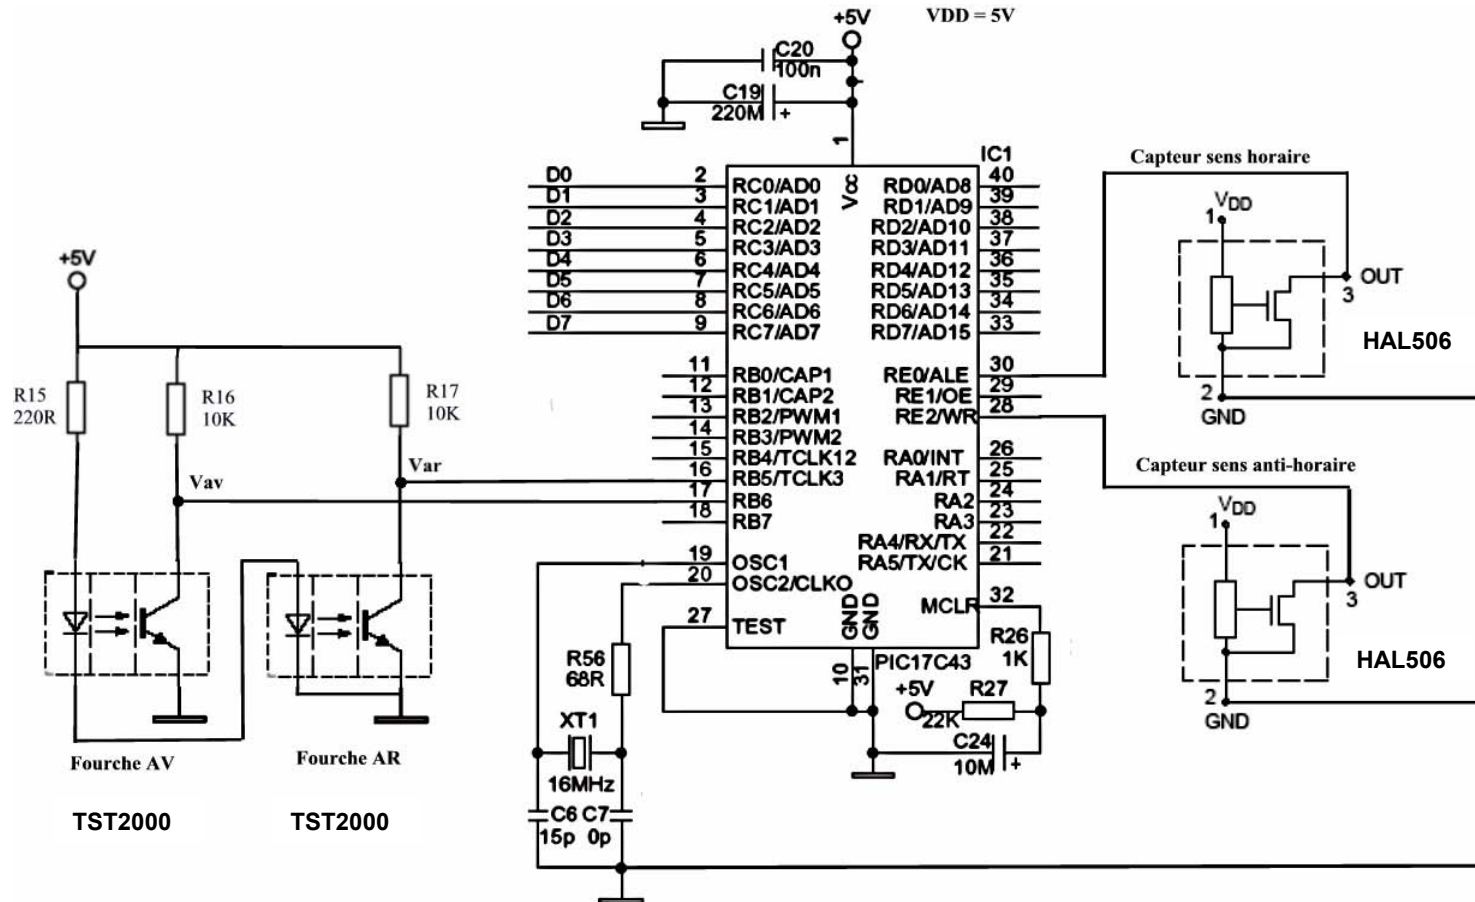 +5V
VDD = 5V
C20
100n
C19
220M
+
1
IC1
Capteur sens horaire
D0 2 RC0/AD0 Vcc RD0/AD8 40
D1 3 RC1/AD1 RD1/AD9 39
D2 4 RC2/AD2 RD2/AD10 38
D3 5 RC3/AD3 RD3/AD11 37
D4 6 RC4/AD4 RD4/AD12 36
D5 7 RC5/AD5 RD5/AD13 35
D6 8 RC6/AD6 RD6/AD14 34
D7 9 RC7/AD7 RD7/AD15 33
1 VDD
OUT
3
HAL506
2
GND
+5V
R15
220R
R16
10K
R17
10K
11 RB0/CAP1 RE0/ALE 30
12 RB1/CAP2 RE1/OE 29
13 RB2/PWM1 RE2/WR 28
14 RB3/PWM2
15 RB4/TCLK12 RA0/INT 26
Var 16 RB5/TCLK3 RA1/RT 25
Vav 17 RB6 RA2 24
18 RB7 RA3 23
RA4/RX/TX 22
19 OSC1 RA5/TX/CK 21
20 OSC2/CLKO
MCLR 32
27 TEST GND GND
10 31
PIC17C43
Capteur sens anti-horaire
1 VDD
OUT
3
HAL506
2
GND
R26
1K
+5V
R27
22K
C24
10M +
R56
68R
XT1
16MHz
C6 C7
15p 0p
Fourche AV
Fourche AR
TST2000
TST2000